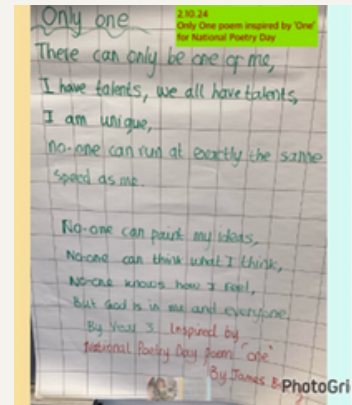 Only one
2.10.24
Only One poem inspired by 'One'
for National Poetry Day
There can only be one of me,
I have talents, we all have talents,
I am unique,
no-one can run at exactly the same
speed as me.
No-one can paint my ideas,
No-one can think what I think,
No-one knows how I feel,
But God is in me and everyone.
By Year 3 Inspired by
National Poetry Day poem "one"
By James
PhotoGri